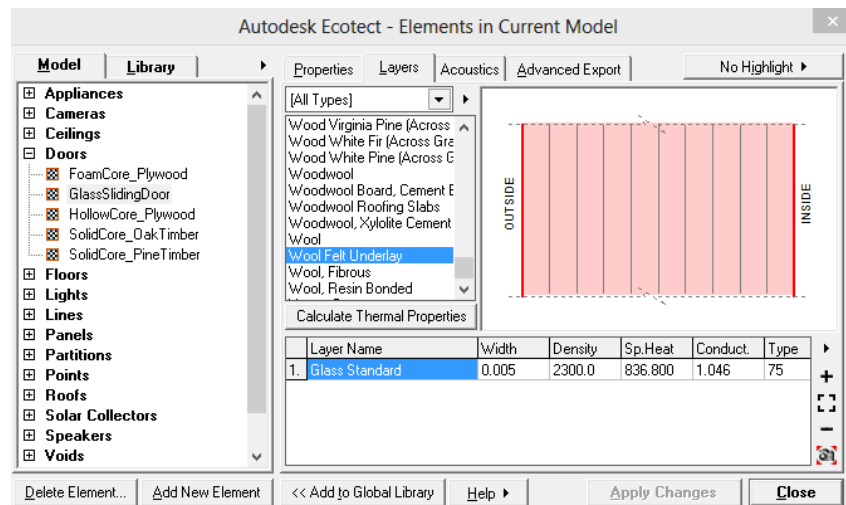 Autodesk Ecotect - Elements in Current Model
Model Library
Properties Layers Acoustics Advanced Export No Highlight
Appliances
Cameras
Ceilings
Doors
FoamCore_Plywood
GlassSlidingDoor
HollowCore_Plywood
SolidCore_OakTimber
SolidCore_PineTimber
Floors
Lights
Lines
Panels
Partitions
Points
Roofs
Solar Collectors
Speakers
Voids
[All Types]
Wood Virginia Pine (Across
Wood White Fir (Across Gra
Wood White Pine (Across G
Woodwool
Woodwool Board, Cement B
Woodwool Roofing Slabs
Woodwool, Xylolite Cement
Wool
Wool Felt Underlay
Wool, Fibrous
Wool, Resin Bonded
Calculate Thermal Properties
OUTSIDE
INSIDE
Layer Name Width Density Sp.Heat Conduct. Type
1. Glass Standard 0.005 2300.0 836.800 1.046 75
Delete Element... Add New Element << Add to Global Library Help Apply Changes Close